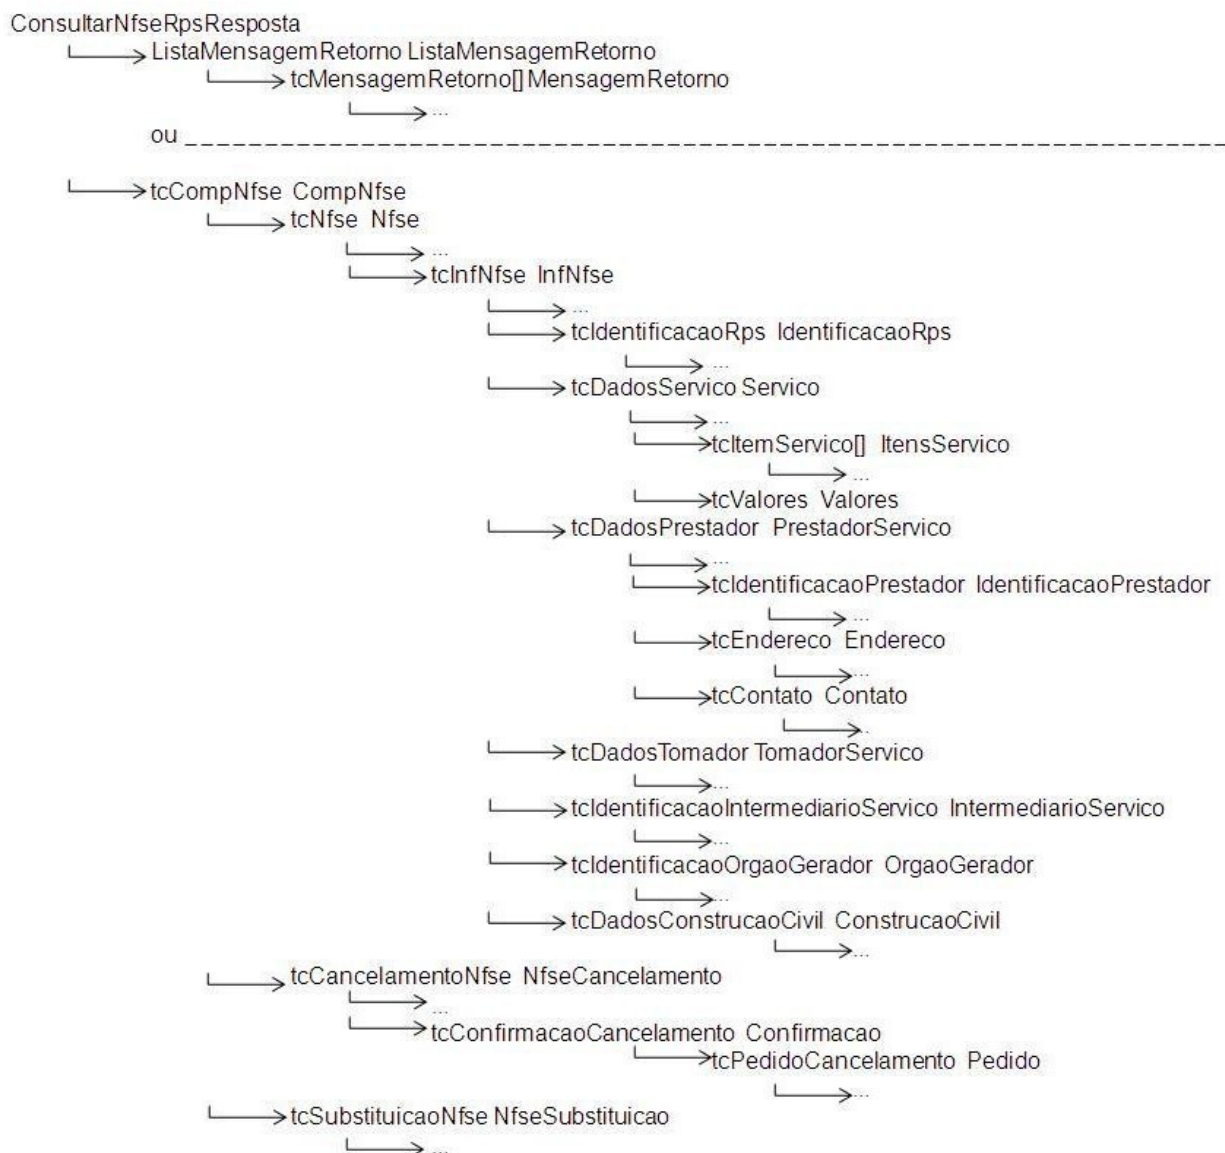 ConsultarNfseRpsResposta
ListaMensagemRetorno ListaMensagemRetorno
tcMensagemRetorno[] MensagemRetorno
...
ou
tcCompNfse CompNfse
tcNfse Nfse
...
tcInfNfse InfNfse
...
tcIdentificacaoRps IdentificacaoRps
...
tcDadosServico Servico
...
tcItemServico[] ItensServico
...
tcValores Valores
tcDadosPrestador PrestadorServico
...
tcIdentificacaoPrestador IdentificacaoPrestador
...
tcEndereco Endereco
...
tcContato Contato
..
tcDadosTomador TomadorServico
...
tcIdentificacaoIntermediarioServico IntermediarioServico
...
tcIdentificacaoOrgaoGerador OrgaoGerador
...
tcDadosConstrucaoCivil ConstrucaoCivil
...
tcCancelamentoNfse NfseCancelamento
...
tcConfirmacaoCancelamento Confirmacao
tcPedidoCancelamento Pedido
...
tcSubstituicaoNfse NfseSubstituicao
...